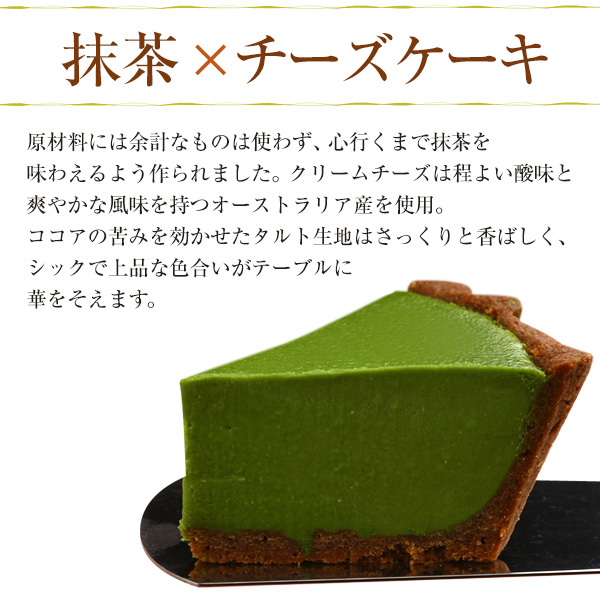 抹茶×チーズケーキ
原材料には余計なものは使わず、心行くまで抹茶を
味わえるよう作られました。クリームチーズは程よい酸味と
爽やかな風味を持つオーストラリア産を使用。
ココアの苦みを効かせたタルト生地はさっくりと香ばしく、
シックで上品な色合いがテーブルに
華をそえます。